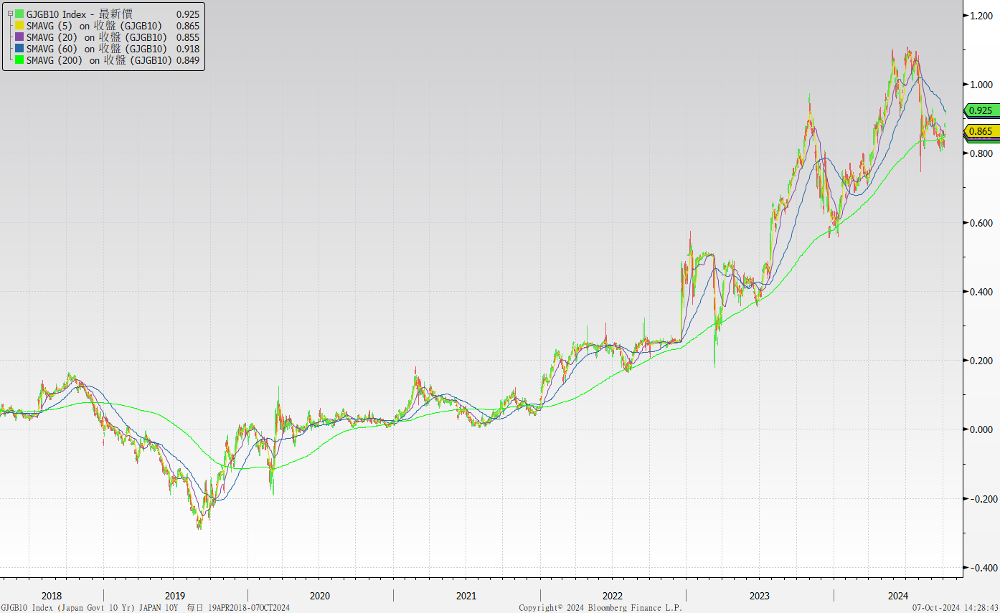 GJGB10 Index - 最新價 0.925
SMAVG (5) on 收盤 (GJGB10) 0.865
SMAVG (20) on 收盤 (GJGB10) 0.855
SMAVG (60) on 收盤 (GJGB10) 0.918
SMAVG (200) on 收盤 (GJGB10) 0.849
1.200
1.000
0.925
0.865
0.800
0.600
0.400
0.200
0.000
-0.200
-0.400
2018 2019 2020 2021 2022 2023 2024
GJGB10 Index (Japan Govt 10 Yr) JAPAN 10Y 每日 19APR2018-07OCT2024 Copyright© 2024 Bloomberg Finance L.P. 07-Oct-2024 14:28:43